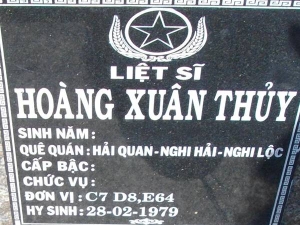 LIỆT SĨ
HOÀNG XUÂN THỦY
SINH NĂM :
QUÊ QUÁN : HẢI QUAN - NGHI HẢI - NGHI LỘC
CẤP BẬC :
CHỨC VỤ :
ĐƠN VỊ : C7 D8,E64
HY SINH : 28-02-1979